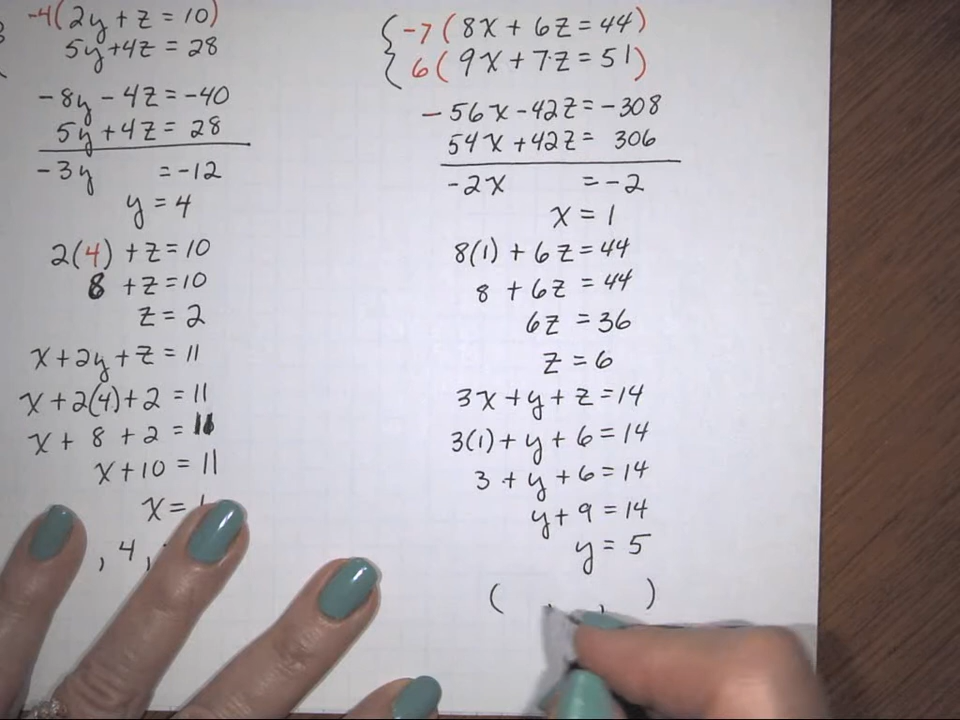 -4(2y + z = 10)
5y + 4z = 28
-8y - 4z = -40
5y + 4z = 28
-3y = -12
y = 4
2(4) + z = 10
8 + z = 10
z = 2
x + 2y + z = 11
x + 2(4) + 2 = 11
x + 8 + 2 = 11
x + 10 = 11
x =
, 4 ,
{ -7 ( 8x + 6z = 44 )
6 ( 9x + 7z = 51 )
- 56x - 42z = -308
54x + 42z = 306
-2x = -2
x = 1
8(1) + 6z = 44
8 + 6z = 44
6z = 36
z = 6
3x + y + z = 14
3(1) + y + 6 = 14
3 + y + 6 = 14
y + 9 = 14
y = 5
( , , )